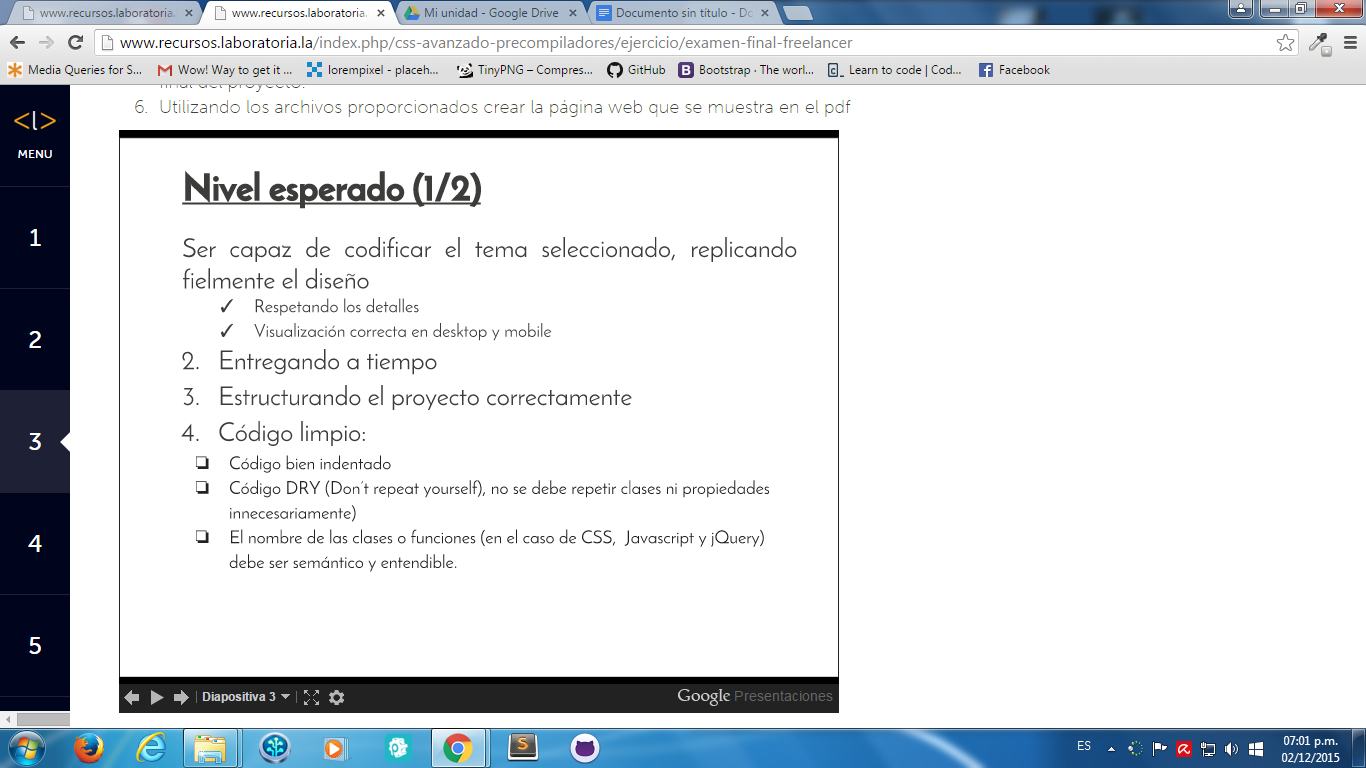 www.recursos.laboratoria.
www.recursos.laboratoria.
Mi unidad - Google Drive
Documento sin título - Do
www.recursos.laboratoria.la/index.php/css-avanzado-precompiladores/ejercicio/examen-final-freelancer
Media Queries for S...
Wow! Way to get it ...
lorempixel - placeh...
TinyPNG – Compres...
GitHub
Bootstrap · The worl...
Learn to code | Cod...
Facebook
final del proyecto.
6. Utilizando los archivos proporcionados crear la página web que se muestra en el pdf
<l>
MENU
1
2
3
4
5
Nivel esperado (1/2)
Ser capaz de codificar el tema seleccionado, replicando
fielmente el diseño
✓ Respetando los detalles
✓ Visualización correcta en desktop y mobile
2. Entregando a tiempo
3. Estructurando el proyecto correctamente
4. Código limpio:
❑ Código bien indentado
❑ Código DRY (Don´t repeat yourself), no se debe repetir clases ni propiedades
innecesariamente)
❑ El nombre de las clases o funciones (en el caso de CSS, Javascript y jQuery)
debe ser semántico y entendible.
Diapositiva 3
Google Presentaciones
ES
07:01 p.m.
02/12/2015